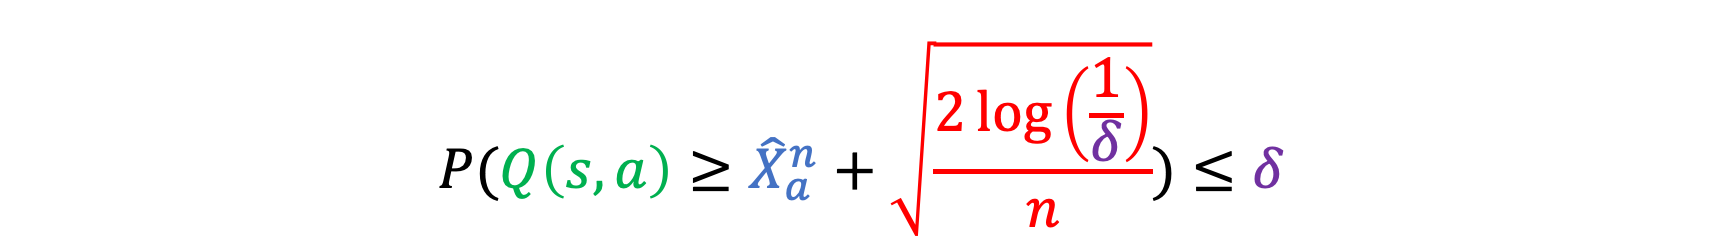 P(Q(s, a) ≥ X̂ₐⁿ + √(2 log(1/δ)/n)) ≤ δ